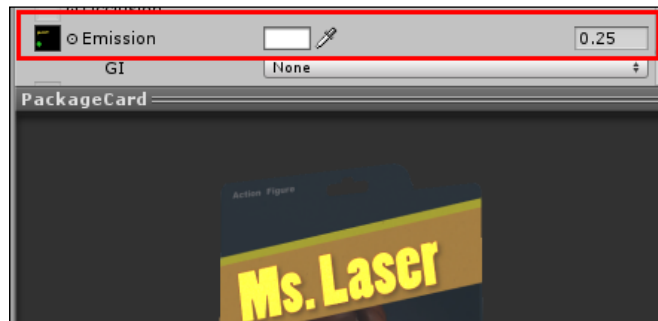 Emission
0.25
GI
None
PackageCard
Action Figure
Ms. Laser